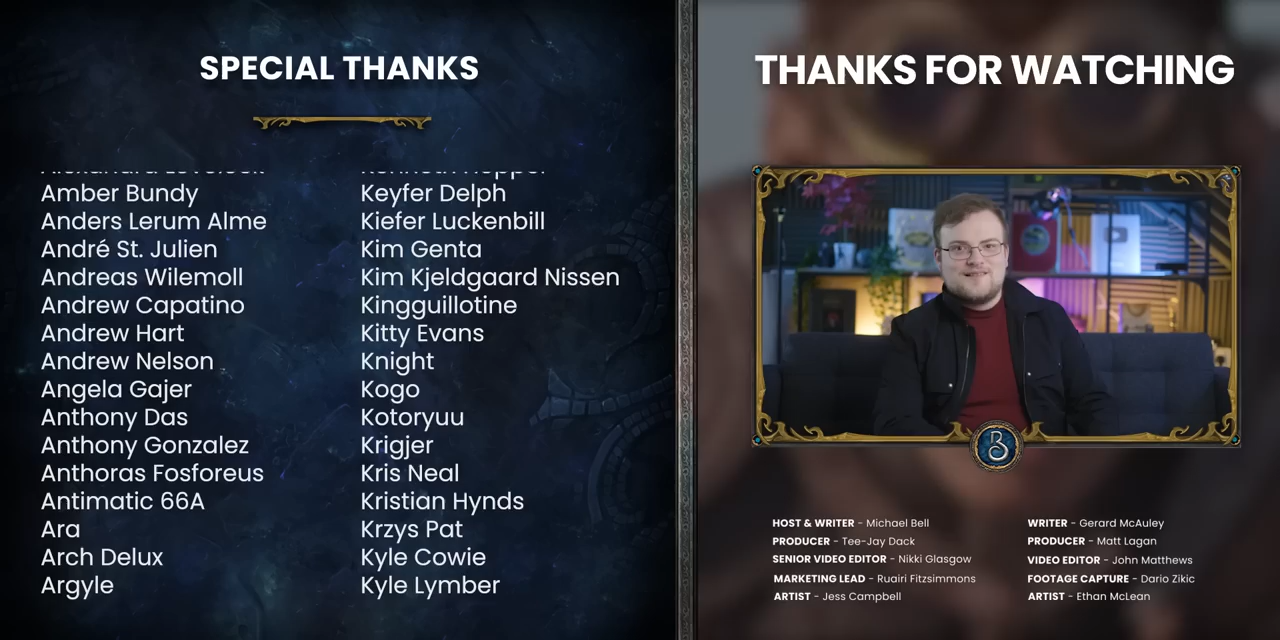 SPECIAL THANKS
Amber Bundy
Anders Lerum Alme
André St. Julien
Andreas Wilemoll
Andrew Capatino
Andrew Hart
Andrew Nelson
Angela Gajer
Anthony Das
Anthony Gonzalez
Anthoras Fosforeus
Antimatic 66A
Ara
Arch Delux
Argyle
Keyfer Delph
Kiefer Luckenbill
Kim Genta
Kim Kjeldgaard Nissen
Kingguillotine
Kitty Evans
Knight
Kogo
Kotoryuu
Krigjer
Kris Neal
Kristian Hynds
Krzys Pat
Kyle Cowie
Kyle Lymber
THANKS FOR WATCHING
B
HOST & WRITER - Michael Bell
PRODUCER - Tee-Jay Dack
SENIOR VIDEO EDITOR - Nikki Glasgow
MARKETING LEAD - Ruairi Fitzsimmons
ARTIST - Jess Campbell
WRITER - Gerard McAuley
PRODUCER - Matt Lagan
VIDEO EDITOR - John Matthews
FOOTAGE CAPTURE - Dario Zikic
ARTIST - Ethan McLean